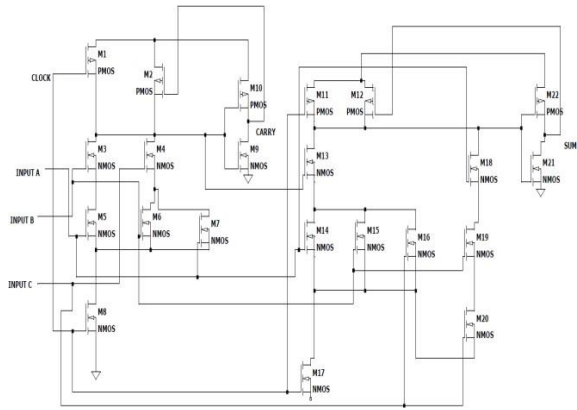 M1
PMOS
M2
PMOS
M10
PMOS
CLOCK
CARRY
M11
PMOS
M12
PMOS
M22
PMOS
SUM
M3
NMOS
M4
NMOS
M9
NMOS
M13
NMOS
M18
NMOS
M21
NMOS
INPUT A
INPUT B
M5
NMOS
M6
NMOS
M7
NMOS
M14
NMOS
M15
NMOS
M16
NMOS
M19
NMOS
INPUT C
M8
NMOS
M20
NMOS
M17
NMOS